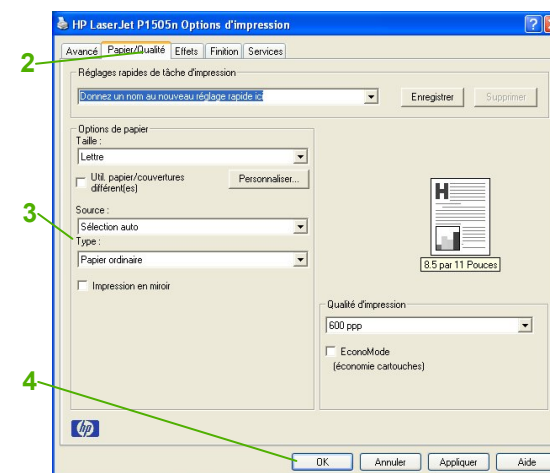 HP LaserJet P1505n Options d'impression
Avancé Papier/Qualité Effets Finition Services
2
Réglages rapides de tâche d'impression
Donnez un nom au nouveau réglage rapide ici
Enregistrer Supprimer
Options de papier
Taille :
Lettre
Util. papier/couvertures
différent(es)
Personnaliser...
Source :
3
Sélection auto
Type :
Papier ordinaire
Impression en miroir
H
8.5 par 11 Pouces
Qualité d'impression
600 ppp
EconoMode
(économie cartouches)
4
hp
OK Annuler Appliquer Aide